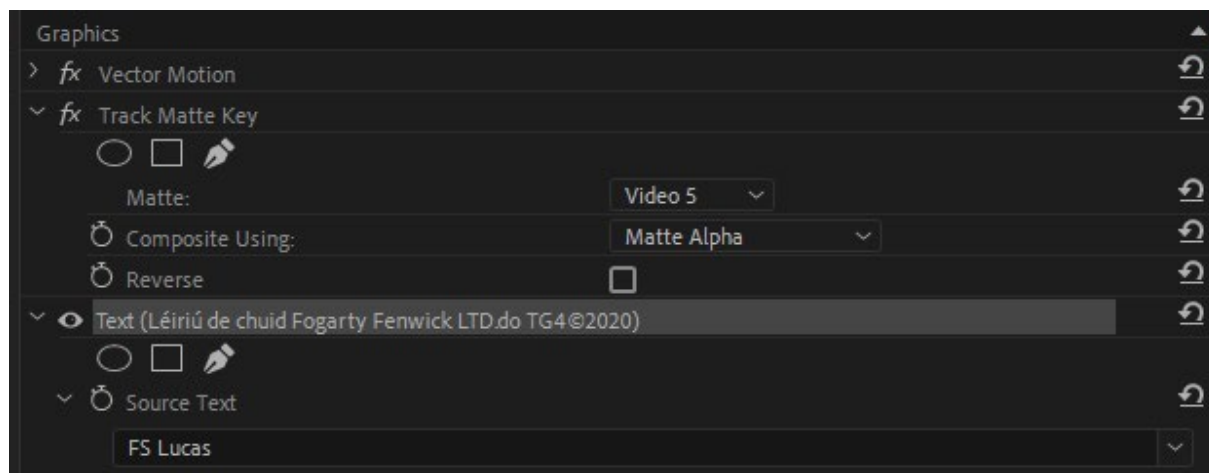 Graphics
fx Vector Motion
fx Track Matte Key
Matte: Video 5
Composite Using: Matte Alpha
Reverse
Text (Léiriú de chuid Fogarty Fenwick LTD.do TG4©2020)
Source Text
FS Lucas